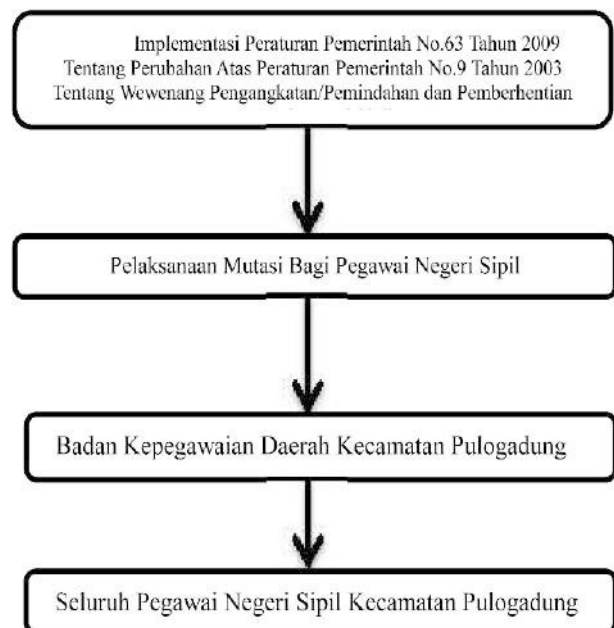 Implementasi Peraturan Pemerintah No.63 Tahun 2009
Tentang Perubahan Atas Peraturan Pemerintah No.9 Tahun 2003
Tentang Wewenang Pengangkatan/Pemindahan dan Pemberhentian
Pelaksanaan Mutasi Bagi Pegawai Negeri Sipil
Badan Kepegawaian Daerah Kecamatan Pulogadung
Seluruh Pegawai Negeri Sipil Kecamatan Pulogadung